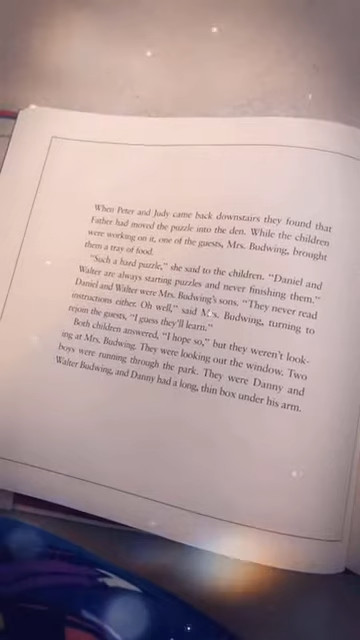 When Peter and Judy came back downstairs they found that
Father had moved the puzzle into the den. While the children
were working on it, one of the guests, Mrs. Budwing, brought
them a tray of food.
"Such a hard puzzle," she said to the children. "Daniel and
Walter are always starting puzzles and never finishing them."
Daniel and Walter were Mrs. Budwing's sons. "They never read
instructions either. Oh well," said Mrs. Budwing, turning to
rejoin the guests, "I guess they'll learn."
Both children answered, "I hope so," but they weren't look-
ing at Mrs. Budwing. They were looking out the window. Two
boys were running through the park. They were Danny and
Walter Budwing, and Danny had a long, thin box under his arm.